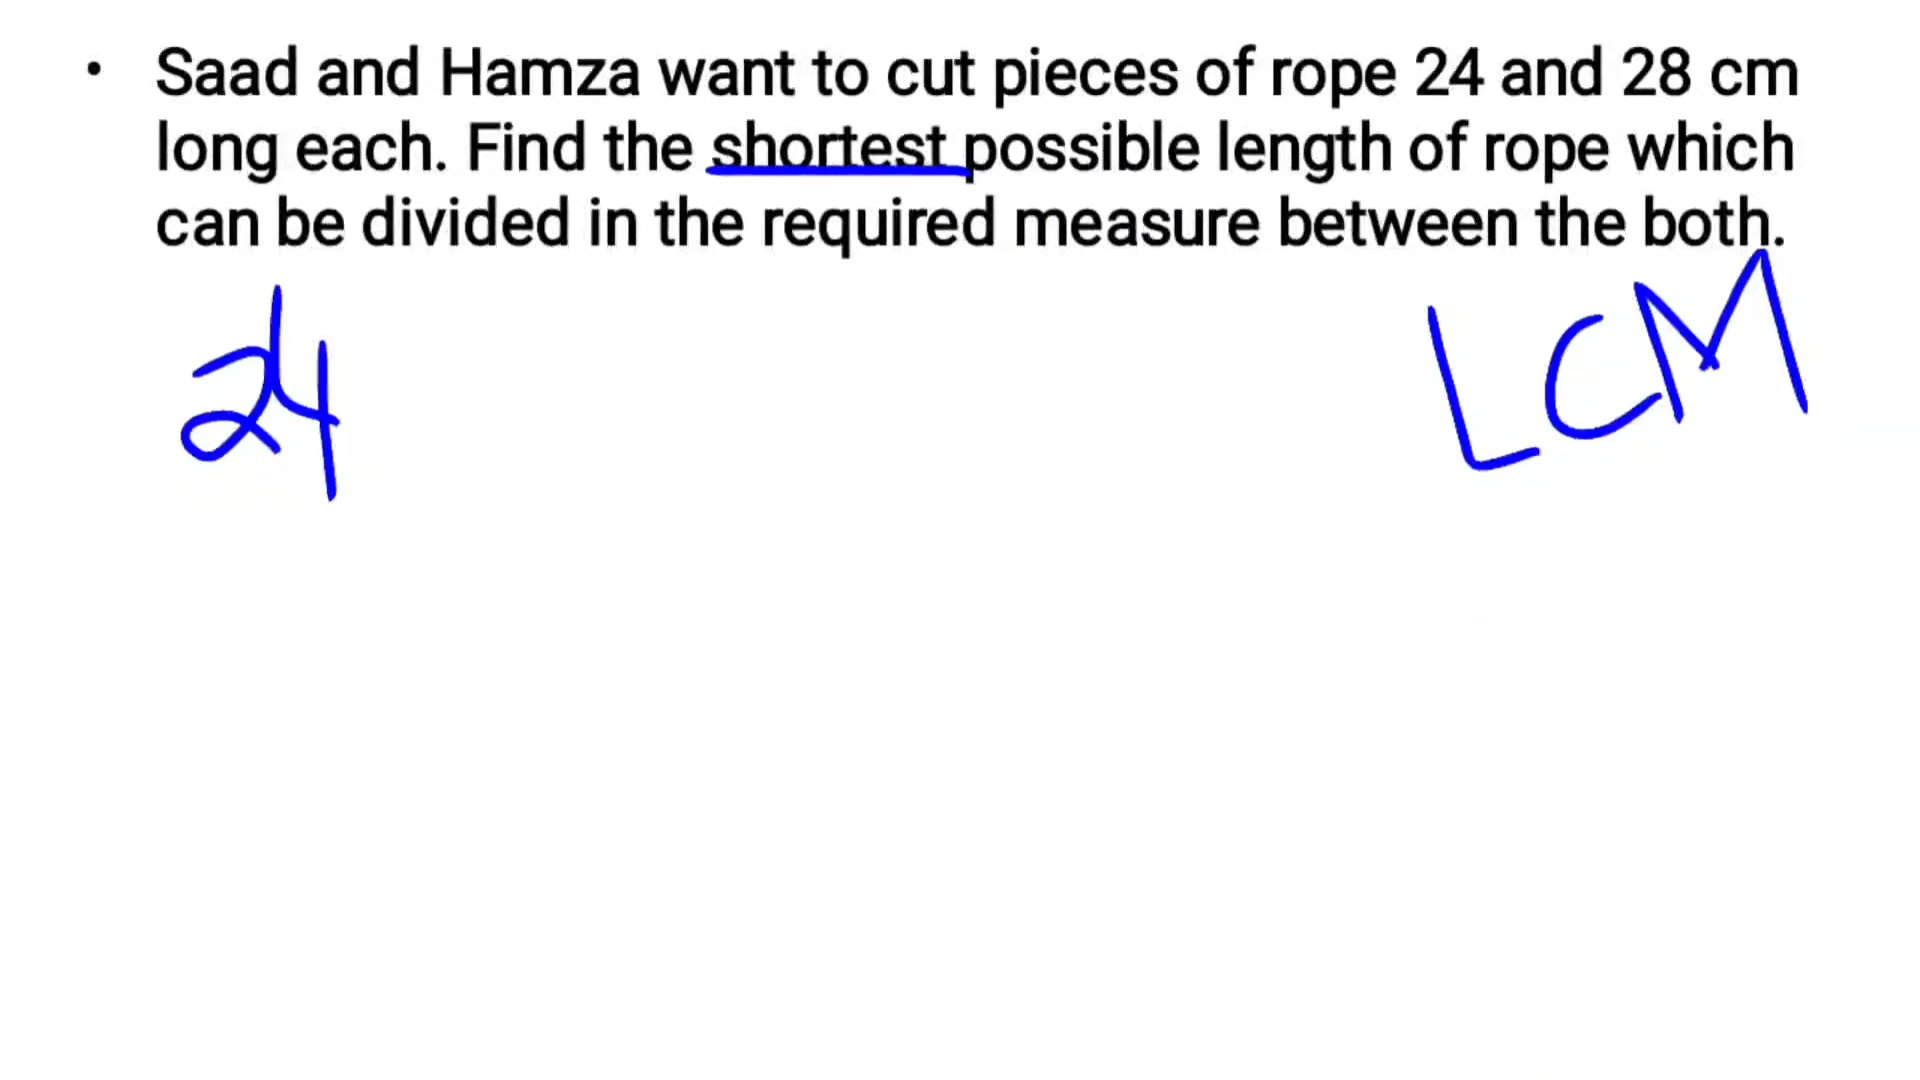 • Saad and Hamza want to cut pieces of rope 24 and 28 cm
long each. Find the shortest possible length of rope which
can be divided in the required measure between the both.
24 LCM